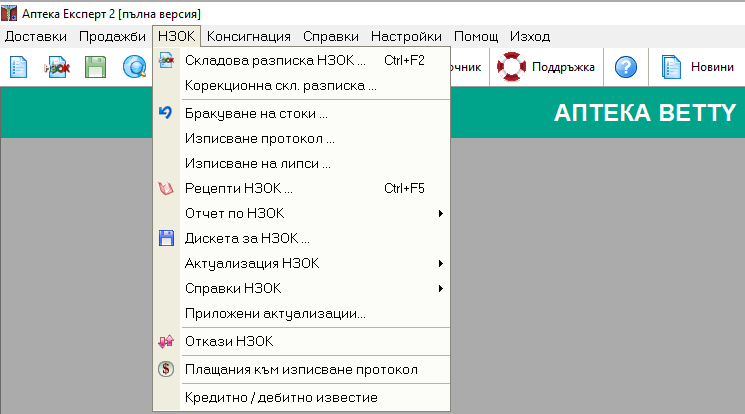 Аптека Експерт 2 [пълна версия]
Доставки Продажби НЗОК Консигнация Справки Настройки Помощ Изход
НЗОК Поддръжка ? Новини
АПТЕКА BETTY
Складова разписка НЗОК ... Ctrl+F2
Корекционна скл. разписка ...
Бракуване на стоки ...
Изписване протокол ...
Изписване на липси ...
Рецепти НЗОК ... Ctrl+F5
Отчет по НЗОК
Дискета за НЗОК ...
Актуализация НЗОК
Справки НЗОК
Приложени актуализации...
Откази НЗОК
$ Плащания към изписване протокол
Кредитно / дебитно известие